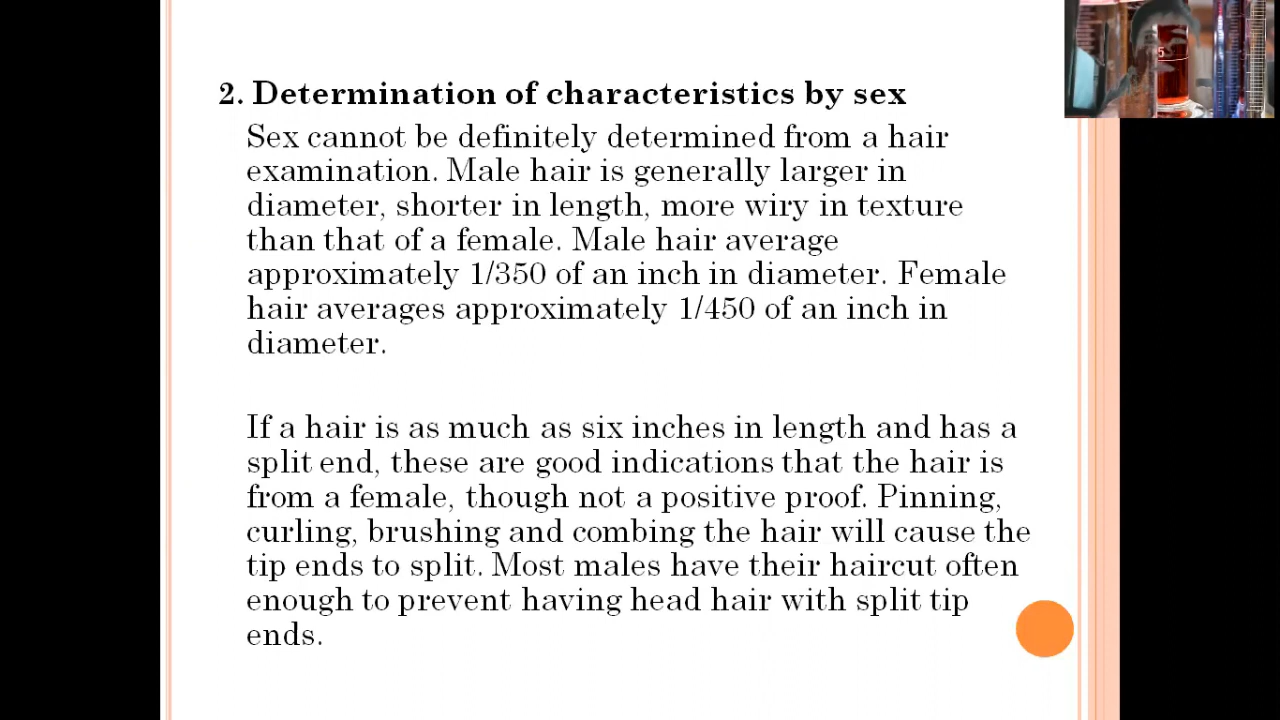 2. Determination of characteristics by sex
Sex cannot be definitely determined from a hair
examination. Male hair is generally larger in
diameter, shorter in length, more wiry in texture
than that of a female. Male hair average
approximately 1/350 of an inch in diameter. Female
hair averages approximately 1/450 of an inch in
diameter.
If a hair is as much as six inches in length and has a
split end, these are good indications that the hair is
from a female, though not a positive proof. Pinning,
curling, brushing and combing the hair will cause the
tip ends to split. Most males have their haircut often
enough to prevent having head hair with split tip
ends.